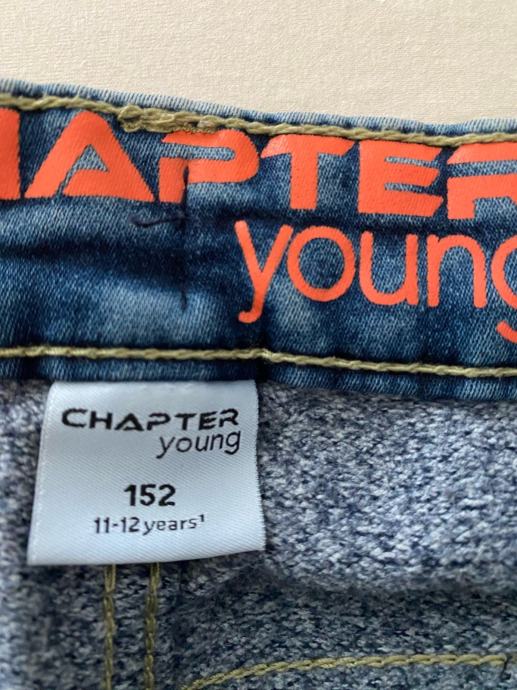 HAPTER
young
CHAPTER
young
152
11-12 years¹